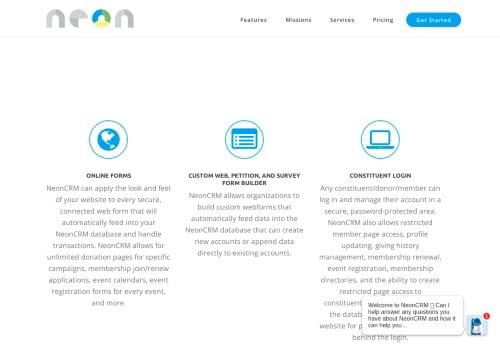 neon
Features
Missions
Services
Pricing
Get Started
ONLINE FORMS
NeonCRM can apply the look and feel
of your website to every secure,
connected web form that will
automatically feed into your
NeonCRM database and handle
transactions. NeonCRM allows for
unlimited donation pages for specific
campaigns, membership join/renew
applications, event calendars, event
registration forms for every event,
and more.
CUSTOM WEB, PETITION, AND SURVEY
FORM BUILDER
NeonCRM allows organizations to
build custom webforms that
automatically feed data into the
NeonCRM database that can create
new accounts or append data
directly to existing accounts.
CONSTITUENT LOGIN
Any constituent/donor/member can
log in and manage their account in a
secure, password-protected area.
NeonCRM also allows restricted
member page access, profile
updating, giving history
management, membership renewal,
event registration, membership
directories, and the ability to create
restricted page access to
constituent
the datab
website for p
behind the login.
Welcome to NeonCRM Can I
help answer any questions you
have about NeonCRM and how it
can help you...
1